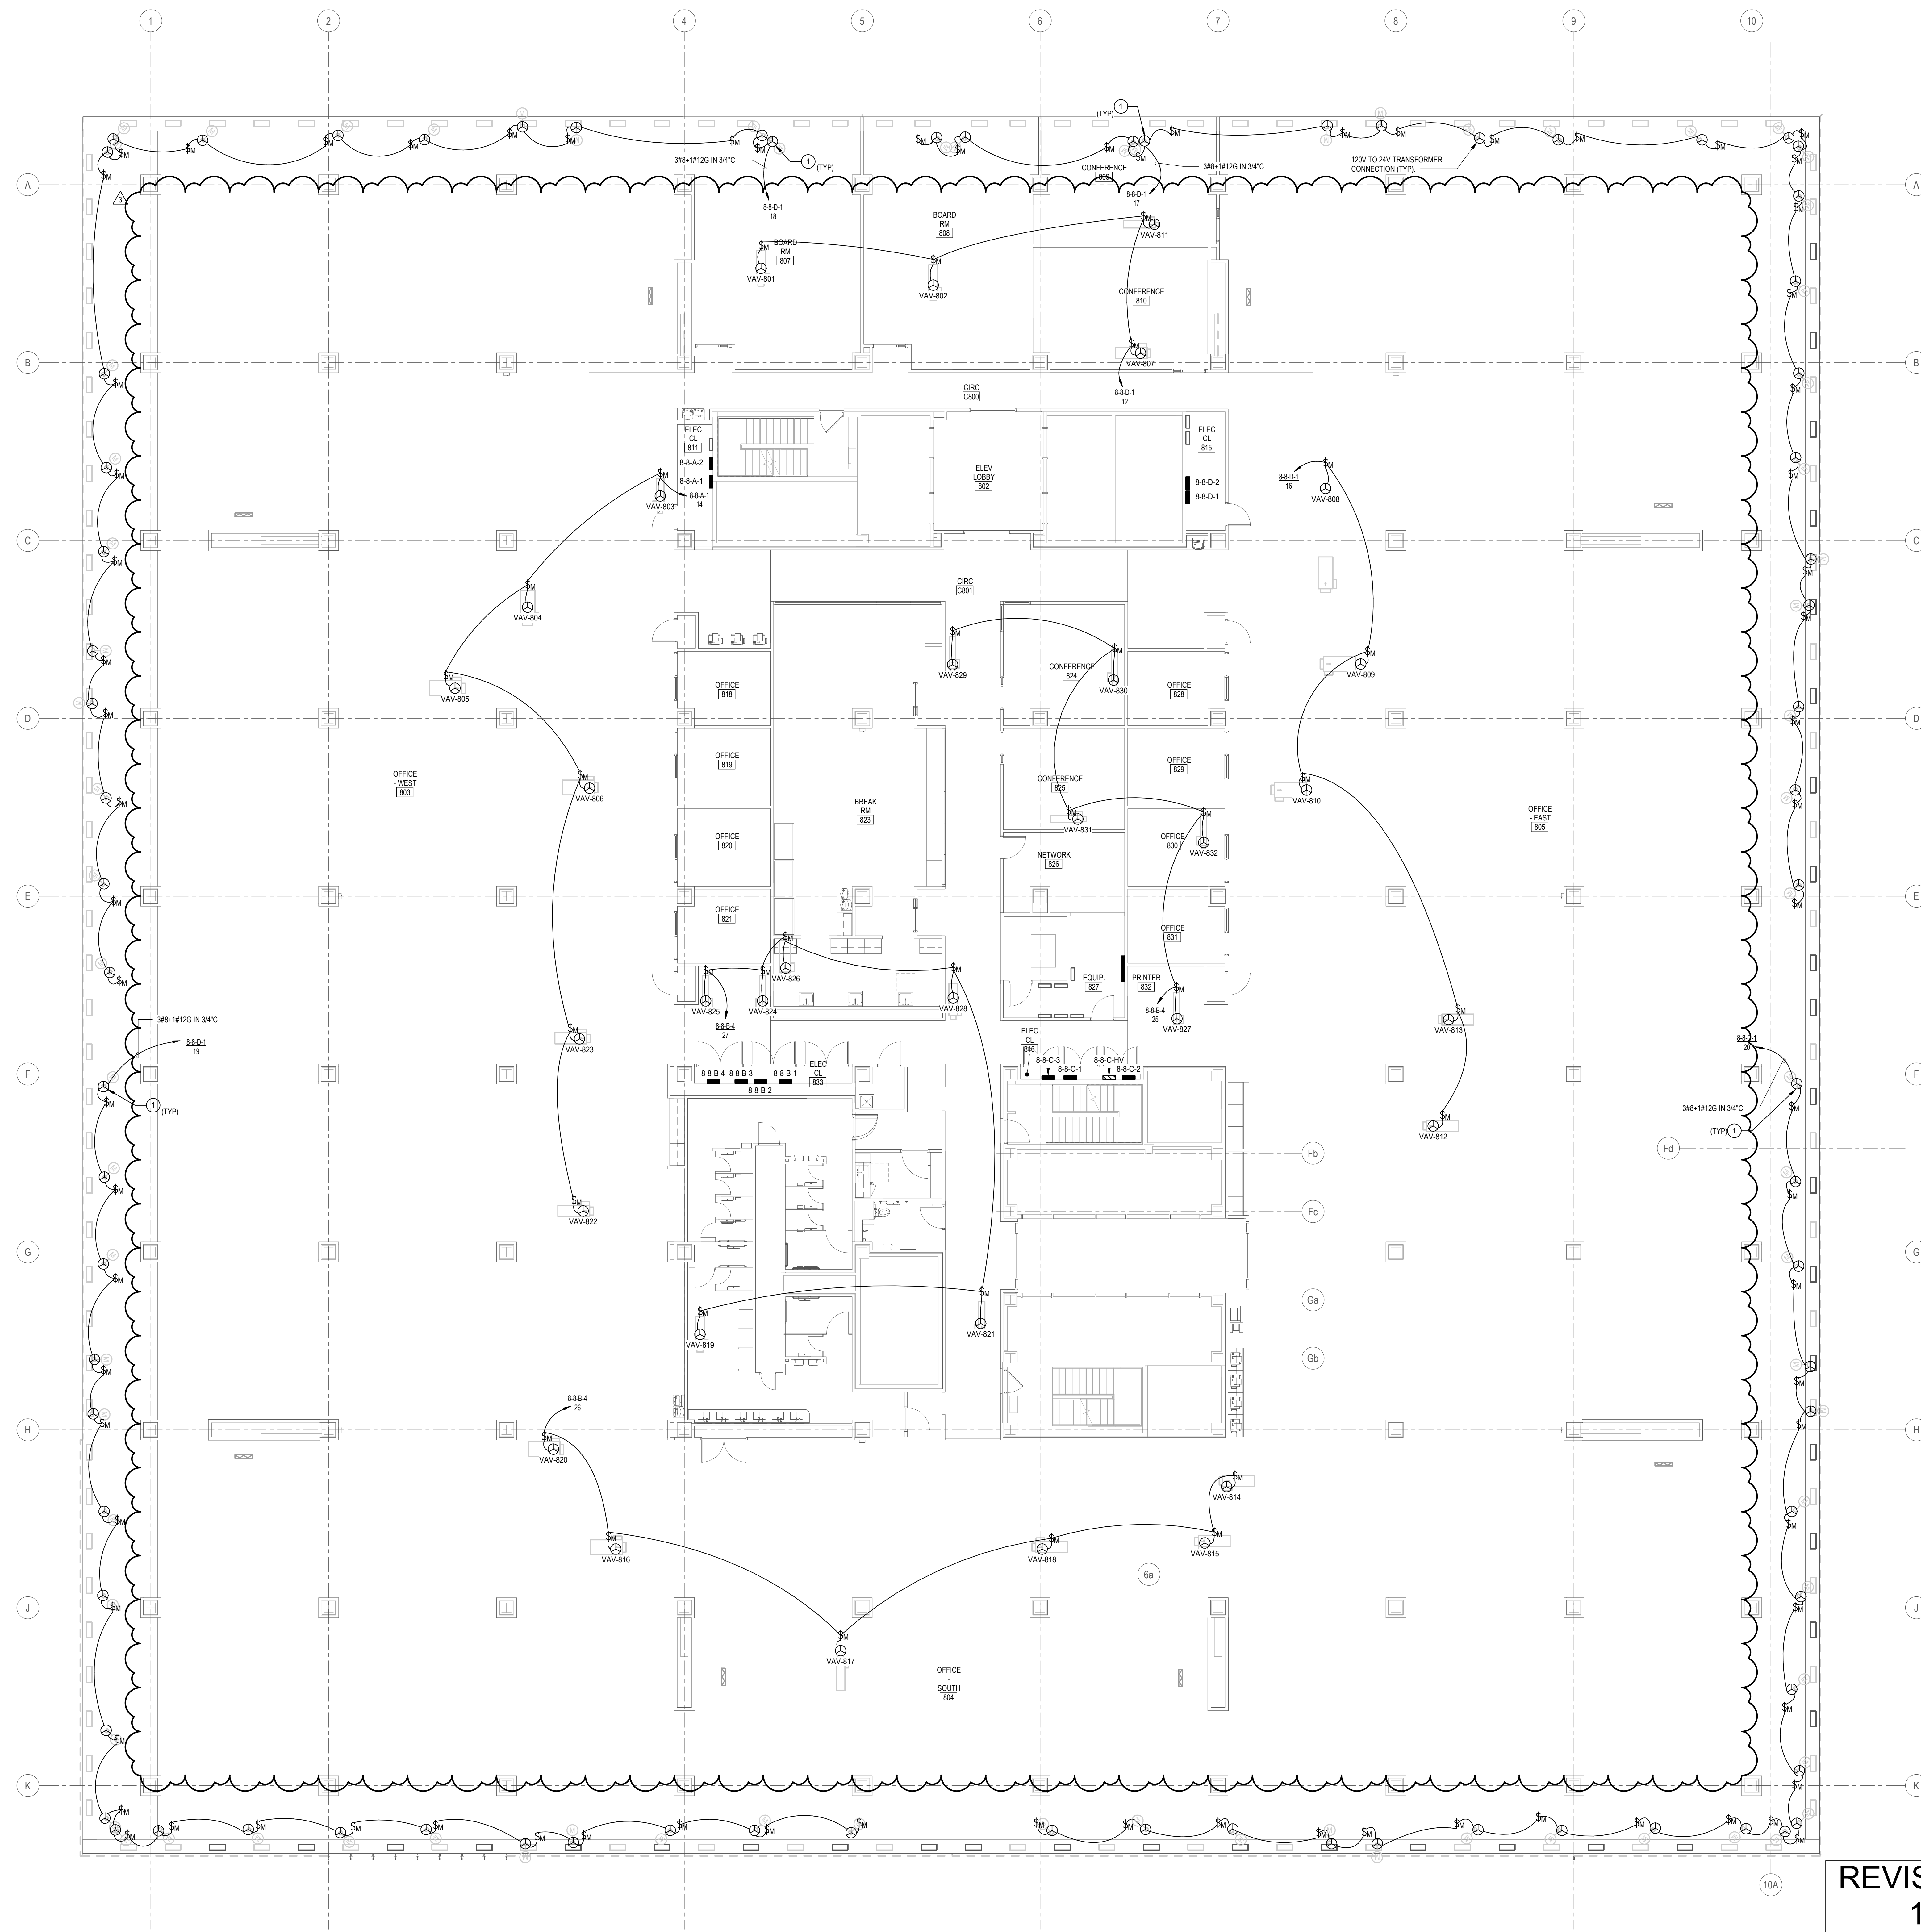 1
2
4
5
6
7
8
9
10
1
(TYP)
3#8+1#12G IN 3/4"C
1
(TYP)
CONFERENCE
809
3#8+1#12G IN 3/4"C
120V TO 24V TRANSFORMER
CONNECTION (TYP).
A
A
3
8-8-D-1
18
8-8-D-1
17
BOARD
RM
808
VAV-811
BOARD
RM
807
VAV-801
VAV-802
CONFERENCE
810
B
B
VAV-807
CIRC
C800
8-8-D-1
12
ELEC
CL
811
8-8-A-2
8-8-A-1
ELEV
LOBBY
802
ELEC
CL
815
8-8-D-2
8-8-D-1
8-8-D-1
16
VAV-808
VAV-803
8-8-A-1
14
C
C
CIRC
C801
VAV-804
VAV-805
OFFICE
818
VAV-829
CONFERENCE
824
VAV-830
OFFICE
828
VAV-809
D
D
OFFICE
- WEST
803
OFFICE
819
VAV-806
BREAK
RM
823
CONFERENCE
825
VAV-831
OFFICE
829
VAV-810
OFFICE
- EAST
805
OFFICE
820
NETWORK
826
OFFICE
830
VAV-832
E
E
OFFICE
821
OFFICE
831
VAV-826
VAV-825
VAV-824
VAV-828
EQUIP.
827
PRINTER
832
8-8-B-4
25
VAV-827
VAV-813
3#8+1#12G IN 3/4"C
8-8-D-1
19
8-8-B-4
27
VAV-823
ELEC
CL
846
8-8-D-1
20
F
F
8-8-B-4
8-8-B-3
8-8-B-2
8-8-B-1
ELEC
CL
833
8-8-C-3
8-8-C-1
8-8-C-HV
8-8-C-2
1
(TYP)
3#8+1#12G IN 3/4"C
(TYP)
1
VAV-812
Fb
Fd
Fc
VAV-822
G
G
Ga
VAV-819
VAV-821
Gb
8-8-B-4
26
H
H
VAV-820
VAV-814
VAV-816
VAV-818
VAV-815
6a
J
J
VAV-817
OFFICE
-
SOUTH
804
K
K
10A
REVIS
1